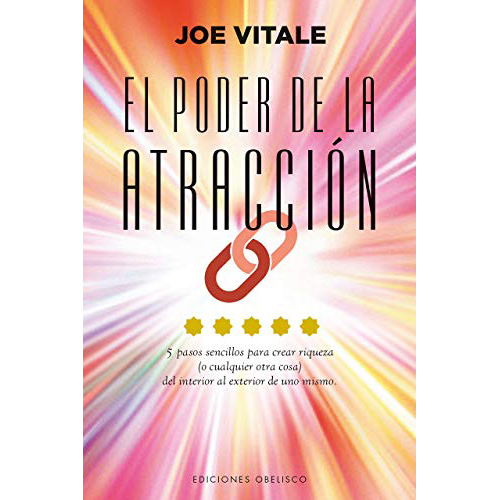 JOE VITALE
EL PODER DE LA
ATRACCIÓN
5 pasos sencillos para crear riqueza
(o cualquier otra cosa)
del interior al exterior de uno mismo.
EDICIONES OBELISCO